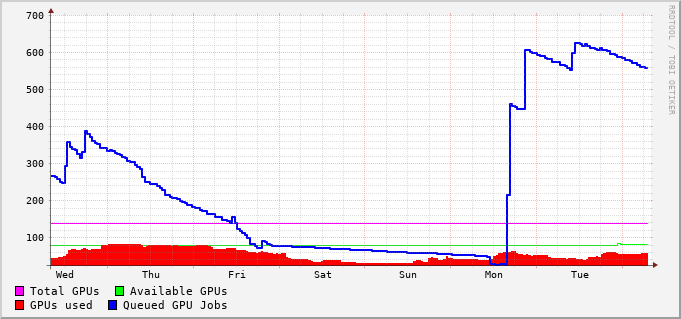 700
600
500
400
300
200
100
Wed Thu Fri Sat Sun Mon Tue
Total GPUs Available GPUs
GPUs used Queued GPU Jobs
RRDTOOL / TOBI OETIKER